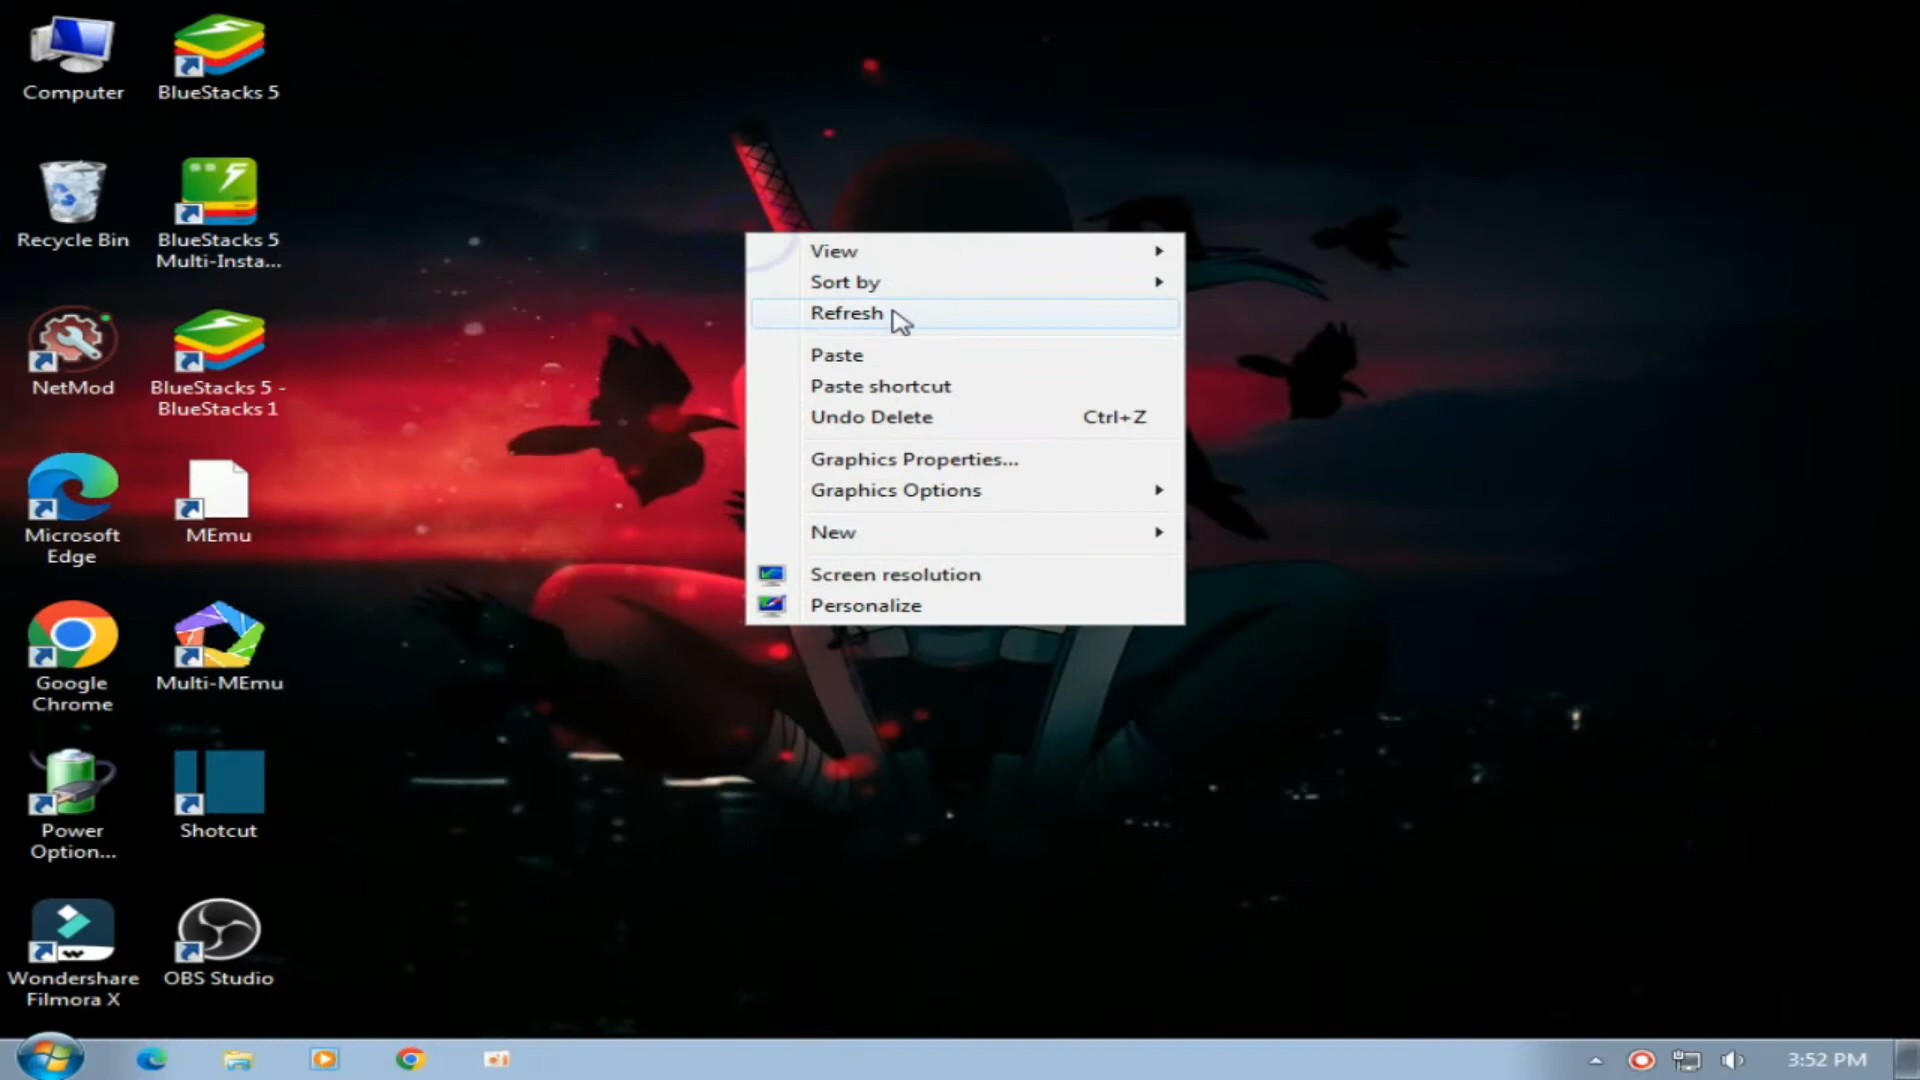 Computer
BlueStacks 5
Recycle Bin
BlueStacks 5
Multi-Insta...
NetMod
BlueStacks 5 -
BlueStacks 1
Microsoft
Edge
MEmu
Google
Chrome
Multi-MEmu
Power
Option...
Shotcut
Wondershare
Filmora X
OBS Studio
View
Sort by
Refresh
Paste
Paste shortcut
Undo Delete Ctrl+Z
Graphics Properties...
Graphics Options
New
Screen resolution
Personalize
3:52 PM